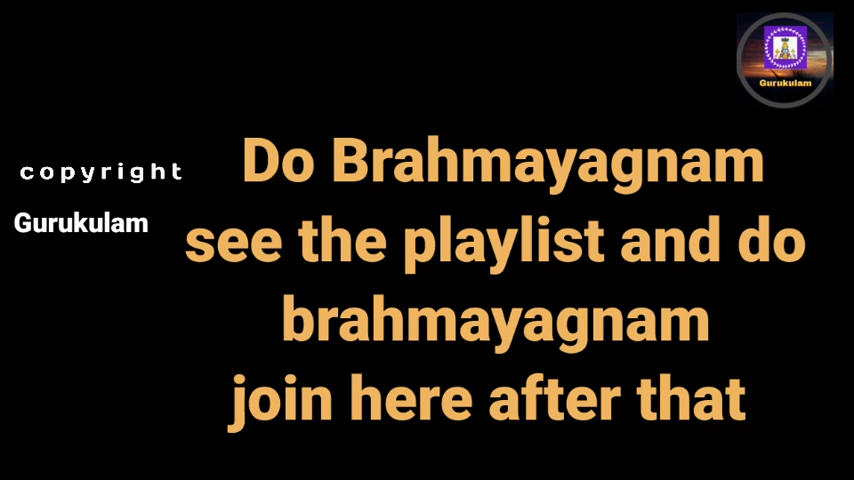 Gurukulam
Do Brahmayagnam
copyright
Gurukulam
see the playlist and do
brahmayagnam
join here after that